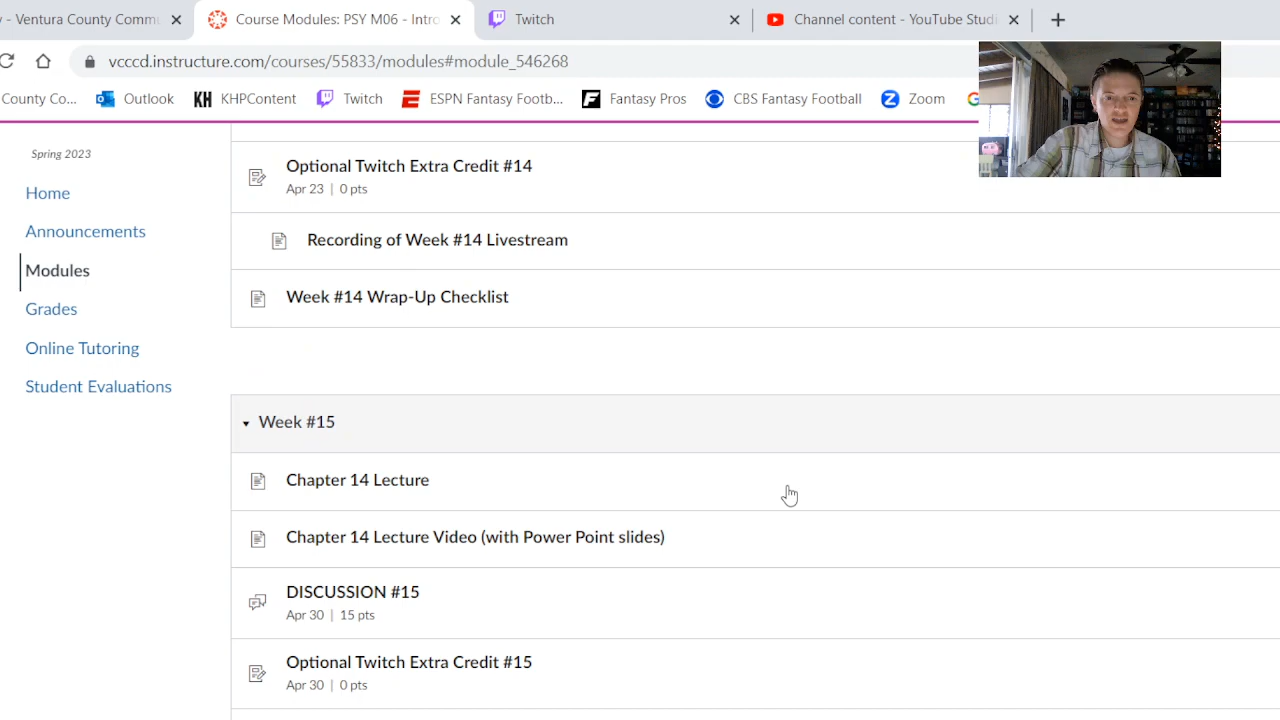 - Ventura County Commu
Course Modules: PSY M06 - Intro
Twitch
Channel content - YouTube Studi
vcccd.instructure.com/courses/55833/modules#module_546268
County Co...
Outlook
KH KHPContent
Twitch
ESPN Fantasy Footb...
Fantasy Pros
CBS Fantasy Football
Zoom
Spring 2023
Home
Announcements
Modules
Grades
Online Tutoring
Student Evaluations
Optional Twitch Extra Credit #14
Apr 23 | 0 pts
Recording of Week #14 Livestream
Week #14 Wrap-Up Checklist
Week #15
Chapter 14 Lecture
Chapter 14 Lecture Video (with Power Point slides)
DISCUSSION #15
Apr 30 | 15 pts
Optional Twitch Extra Credit #15
Apr 30 | 0 pts